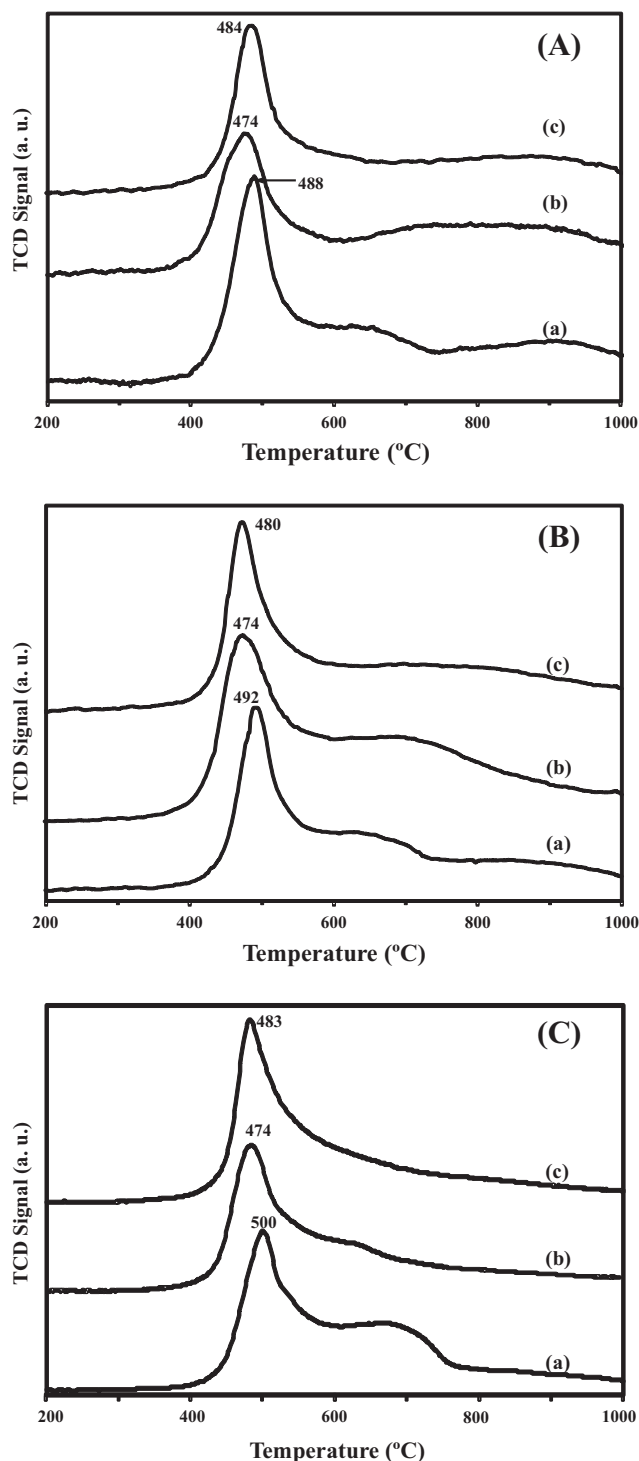 (A)
484
474
488
(c)
(b)
(a)
TCD Signal (a. u.)
200 400 600 800 1000
Temperature (ºC)
(B)
480
474
492
(c)
(b)
(a)
TCD Signal (a. u.)
200 400 600 800 1000
Temperature (ºC)
(C)
483
474
500
(c)
(b)
(a)
TCD Signal (a. u.)
200 400 600 800 1000
Temperature (ºC)